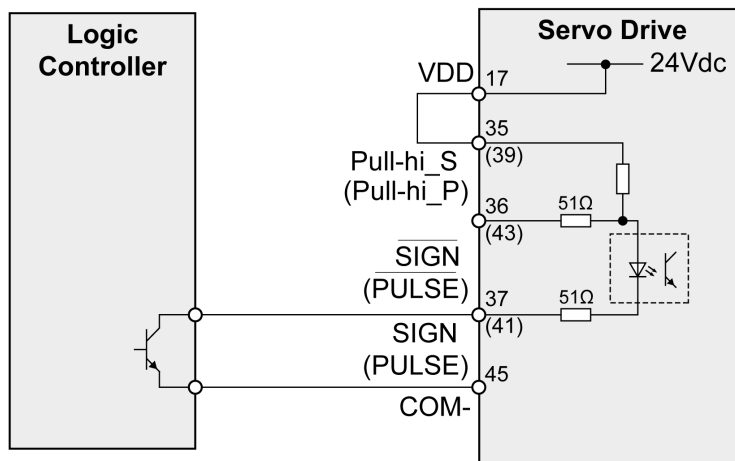 Logic
Controller
Servo Drive
24Vdc
VDD
17
35
(39)
Pull-hi_S
(Pull-hi_P)
36
(43)
51Ω
SIGN
(PULSE)
37
(41)
51Ω
SIGN
(PULSE)
45
COM-